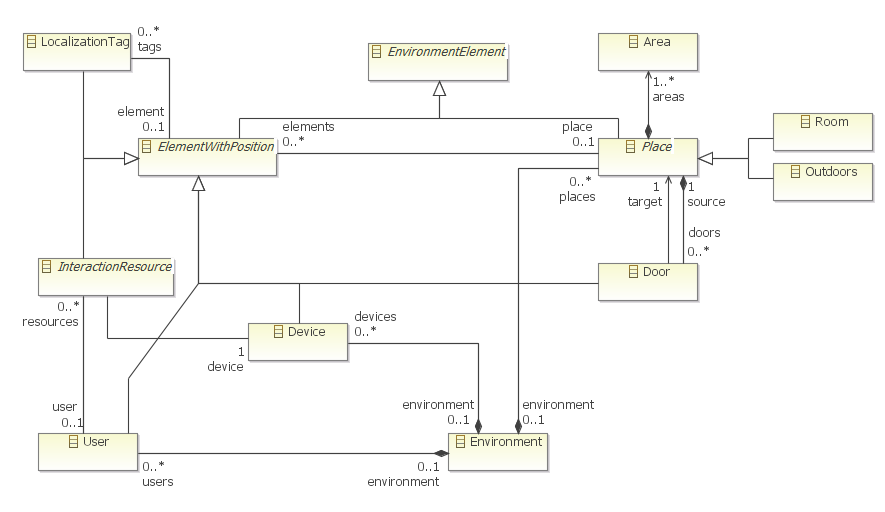 LocalizationTag
0..*
tags
EnvironmentElement
Area
1..*
areas
element
0..1
elements
0..*
place
0..1
ElementWithPosition
Place
Room
Outdoors
0..*
places
1
target
1
source
doors
0..*
InteractionResource
Door
0..*
resources
Device
devices
0..*
1
device
user
0..1
environment
0..1
environment
0..1
User
Environment
0..*
users
0..1
environment